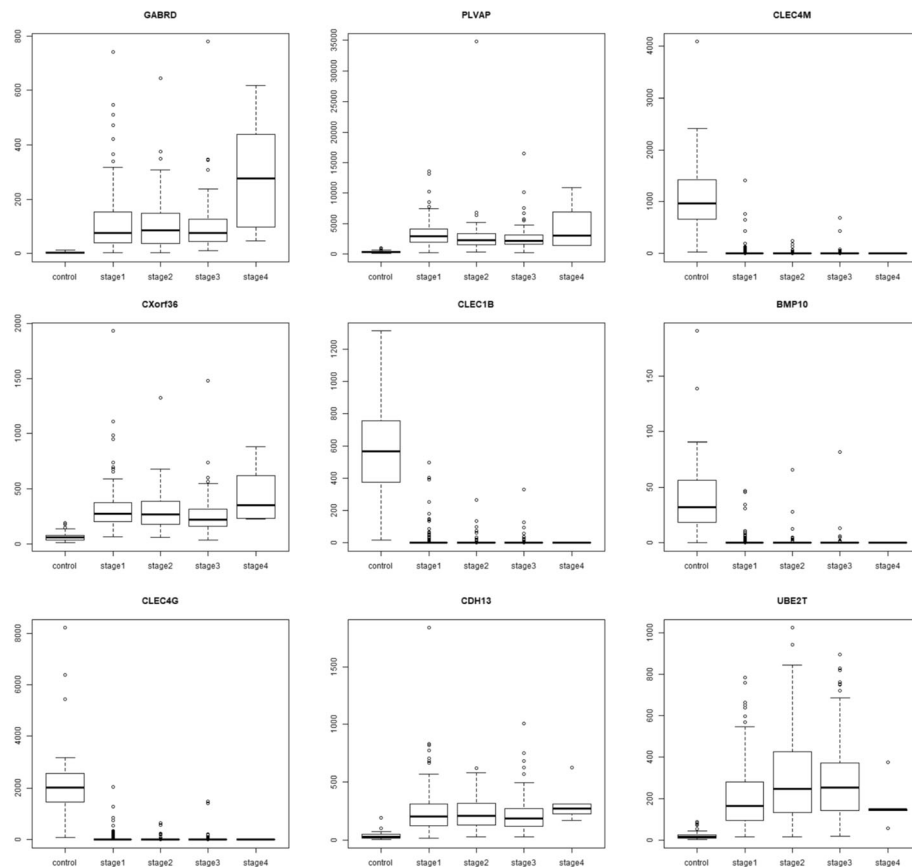 GABRD
800
600
400
200
0
control stage1 stage2 stage3 stage4
PLVAP
35000
30000
25000
20000
15000
10000
5000
0
control stage1 stage2 stage3 stage4
CLEC4M
4000
3000
2000
1000
0
control stage1 stage2 stage3 stage4
CXorf36
2000
1500
1000
500
0
control stage1 stage2 stage3 stage4
CLEC1B
1200
1000
800
600
400
200
0
control stage1 stage2 stage3 stage4
BMP10
150
100
50
0
control stage1 stage2 stage3 stage4
CLEC4G
8000
6000
4000
2000
0
control stage1 stage2 stage3 stage4
CDH13
1500
1000
500
0
control stage1 stage2 stage3 stage4
UBE2T
1000
800
600
400
200
0
control stage1 stage2 stage3 stage4